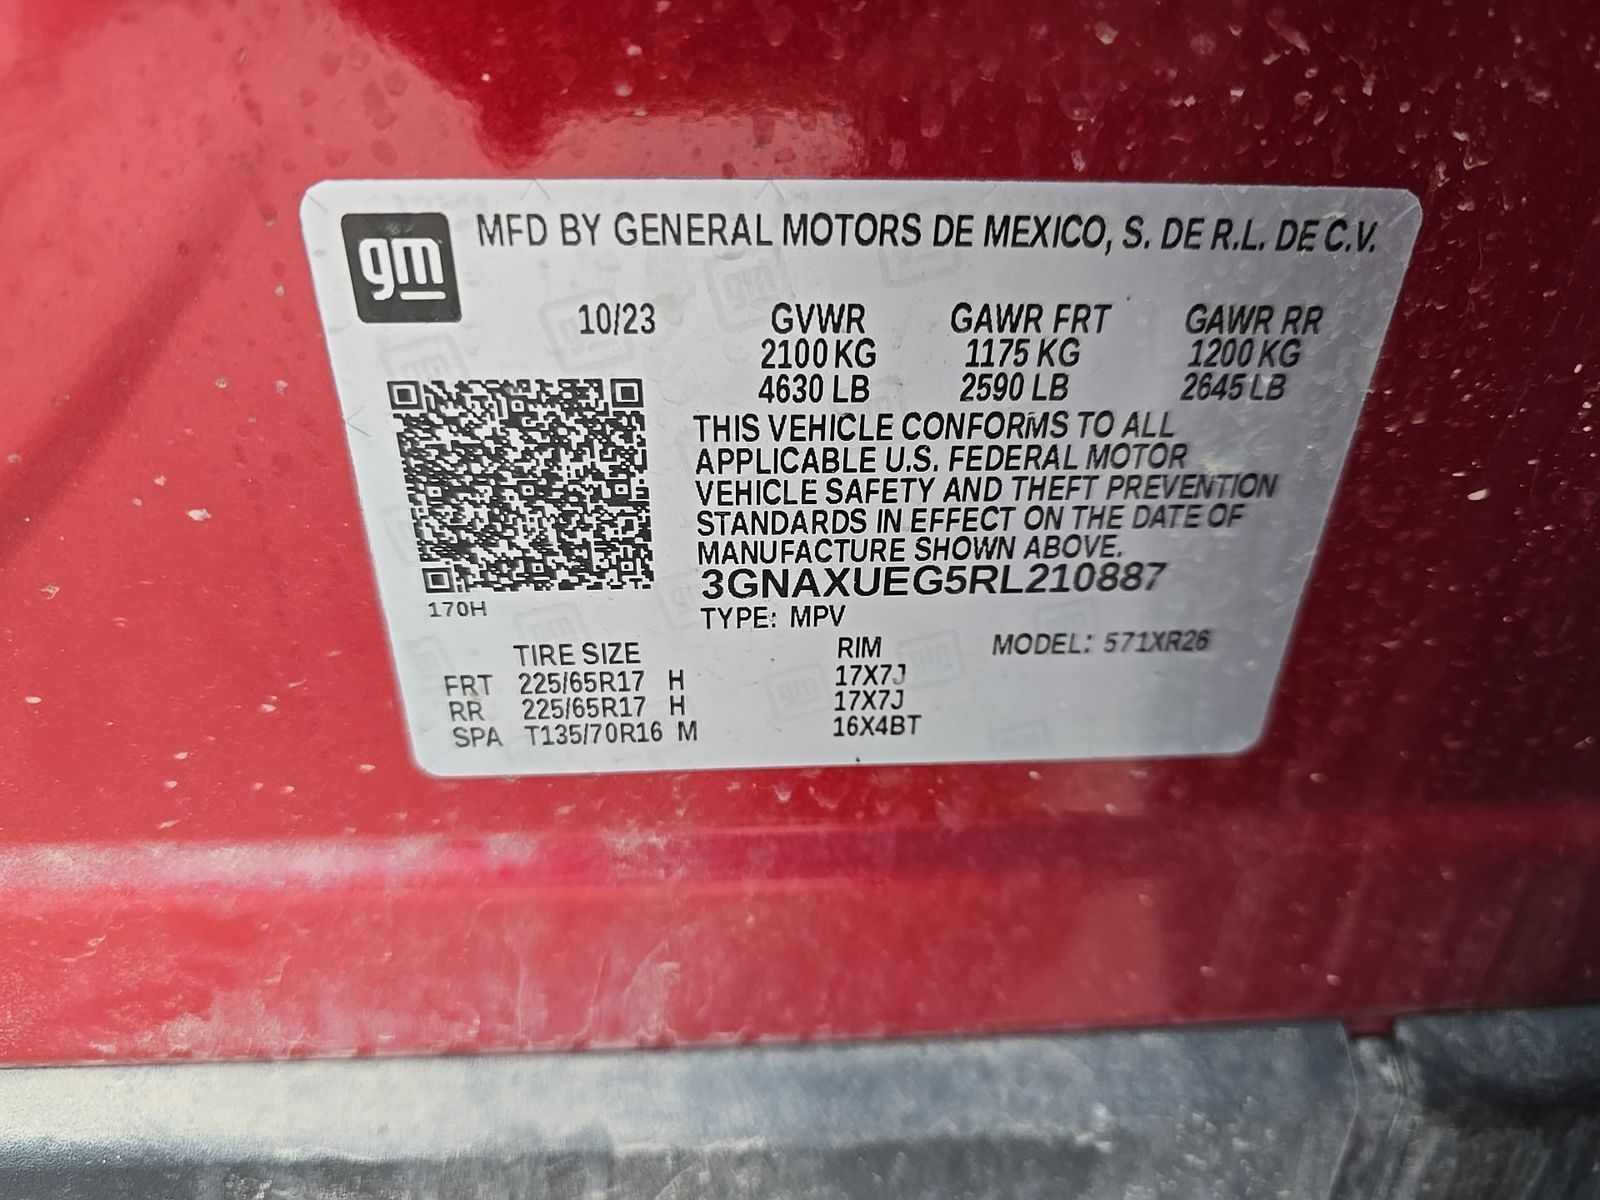 gm
MFD BY GENERAL MOTORS DE MEXICO, S. DE R.L. DE C.V.
10/23 GVWR GAWR FRT GAWR RR
2100 KG 1175 KG 1200 KG
4630 LB 2590 LB 2645 LB
THIS VEHICLE CONFORMS TO ALL
APPLICABLE U.S. FEDERAL MOTOR
VEHICLE SAFETY AND THEFT PREVENTION
STANDARDS IN EFFECT ON THE DATE OF
MANUFACTURE SHOWN ABOVE.
3GNAXUEG5RL210887
170H
TYPE: MPV
TIRE SIZE RIM MODEL: 571XR26
FRT 225/65R17 H 17X7J
RR 225/65R17 H 17X7J
SPA T135/70R16 M 16X4BT